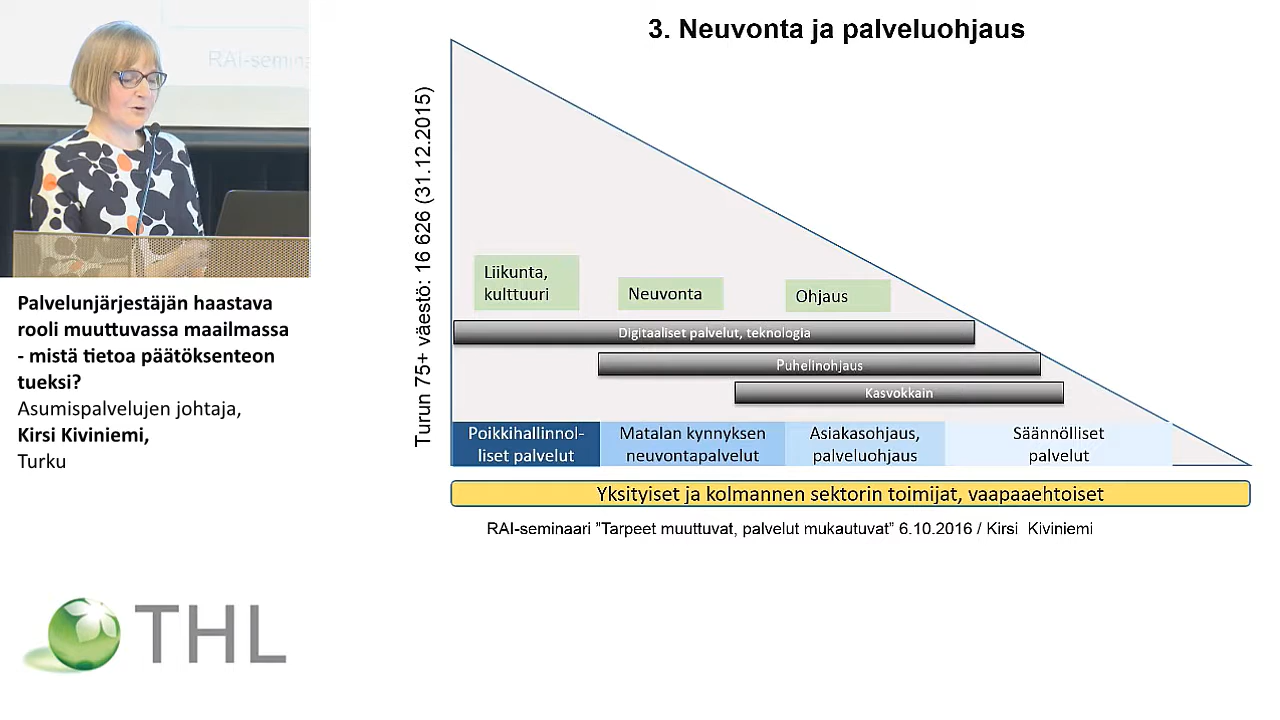 RAI-semina
Palvelunjärjestäjän haastava
rooli muuttuvassa maailmassa
- mistä tietoa päätöksenteon
tueksi?
Asumispalvelujen johtaja,
Kirsi Kiviniemi,
Turku
THL
3. Neuvonta ja palveluohjaus
Turun 75+ väestö: 16 626 (31.12.2015)
Liikunta,
kulttuuri
Neuvonta
Ohjaus
Digitaaliset palvelut, teknologia
Puhelinohjaus
Kasvokkain
Poikkihallinnol-
liset palvelut
Matalan kynnyksen
neuvontapalvelut
Asiakasohjaus,
palveluohjaus
Säännölliset
palvelut
Yksityiset ja kolmannen sektorin toimijat, vaapaaehtoiset
RAI-seminaari ”Tarpeet muuttuvat, palvelut mukautuvat” 6.10.2016 / Kirsi Kiviniemi